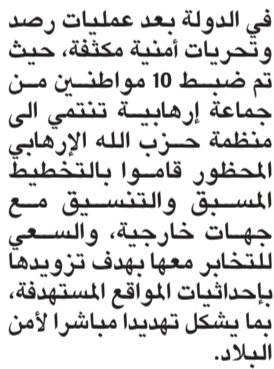 في الدولة بعد عمليات رصد
وتحريات أمنية مكثفة، حيث
تم ضبط 10 مواطنين من
جماعة إرهابية تنتمي الى
منظمة حزب الله الإرهابي
المحظور قاموا بالتخطيط
المسبق والتنسيق مع
جهات خارجية، والسعي
للتخابر معها بهدف تزويدها
بإحداثيات المواقع المستهدفة،
بما يشكل تهديدا مباشرا لأمن
البلاد.